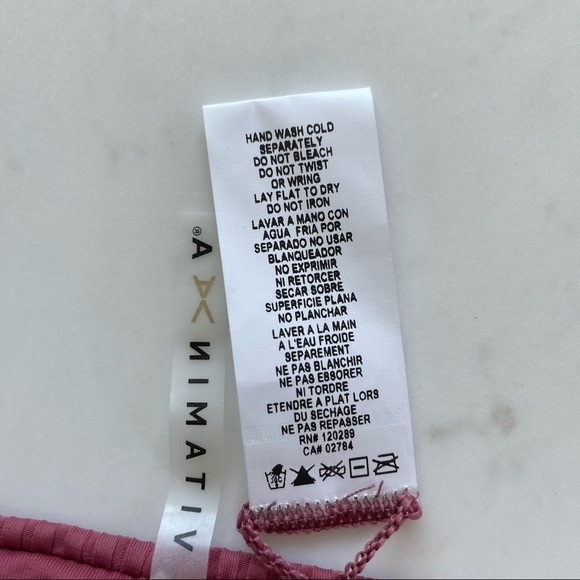 HAND WASH COLD
SEPARATELY
DO NOT BLEACH
DO NOT TWIST
OR WRING
LAY FLAT TO DRY
DO NOT IRON
LAVAR A MANO CON
AGUA FRIA POR
SEPARADO NO USAR
BLANQUEADOR
NO EXPRIMIR
NI RETORCER
SECAR SOBRE
SUPERFICIE PLANA
NO PLANCHAR
LAVER A LA MAIN
A L'EAU FROIDE
SEPAREMENT
NE PAS BLANCHIR
NE PAS ESSORER
NI TORDRE
ETENDRE A PLAT LORS
DU SECHAGE
NE PAS REPASSER
RN# 120289
CA# 02784
VITAMIN A®